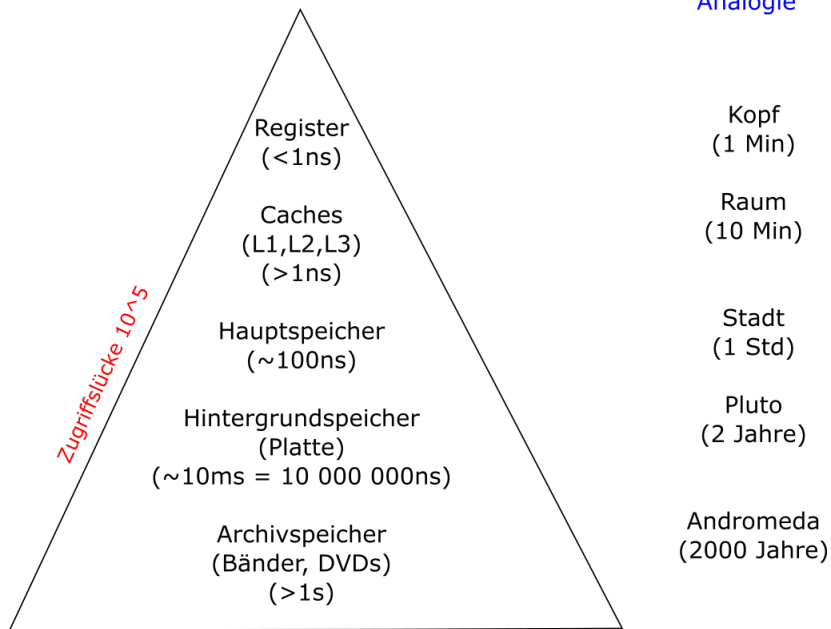 Analogie
Register
(<1ns)
Kopf
(1 Min)
Caches
(L1,L2,L3)
(>1ns)
Raum
(10 Min)
Zugriffslücke 10^5
Hauptspeicher
(~100ns)
Stadt
(1 Std)
Hintergrundspeicher
(Platte)
(~10ms = 10 000 000ns)
Pluto
(2 Jahre)
Archivspeicher
(Bänder, DVDs)
(>1s)
Andromeda
(2000 Jahre)